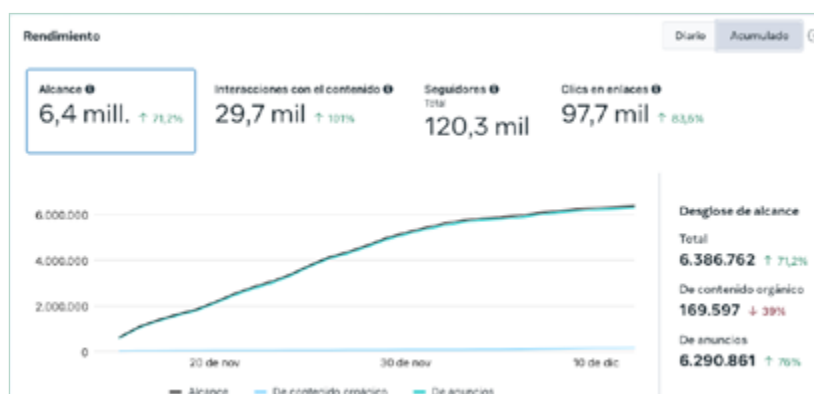 Rendimiento
Diario Acumulado
Alcance
6,4 mill. ↑ 71,2%
Interacciones con el contenido
29,7 mil ↑ 101%
Seguidores
Total
120,3 mil
Clics en enlaces
97,7 mil ↑ 83,6%
6.000.000
4.000.000
2.000.000
0
20 de nov
30 de nov
10 de dic
Alcance De contenido orgánico De anuncios
Desglose de alcance
Total
6.386.762 ↑ 71,2%
De contenido orgánico
169.597 ↓ 39%
De anuncios
6.290.861 ↑ 76%